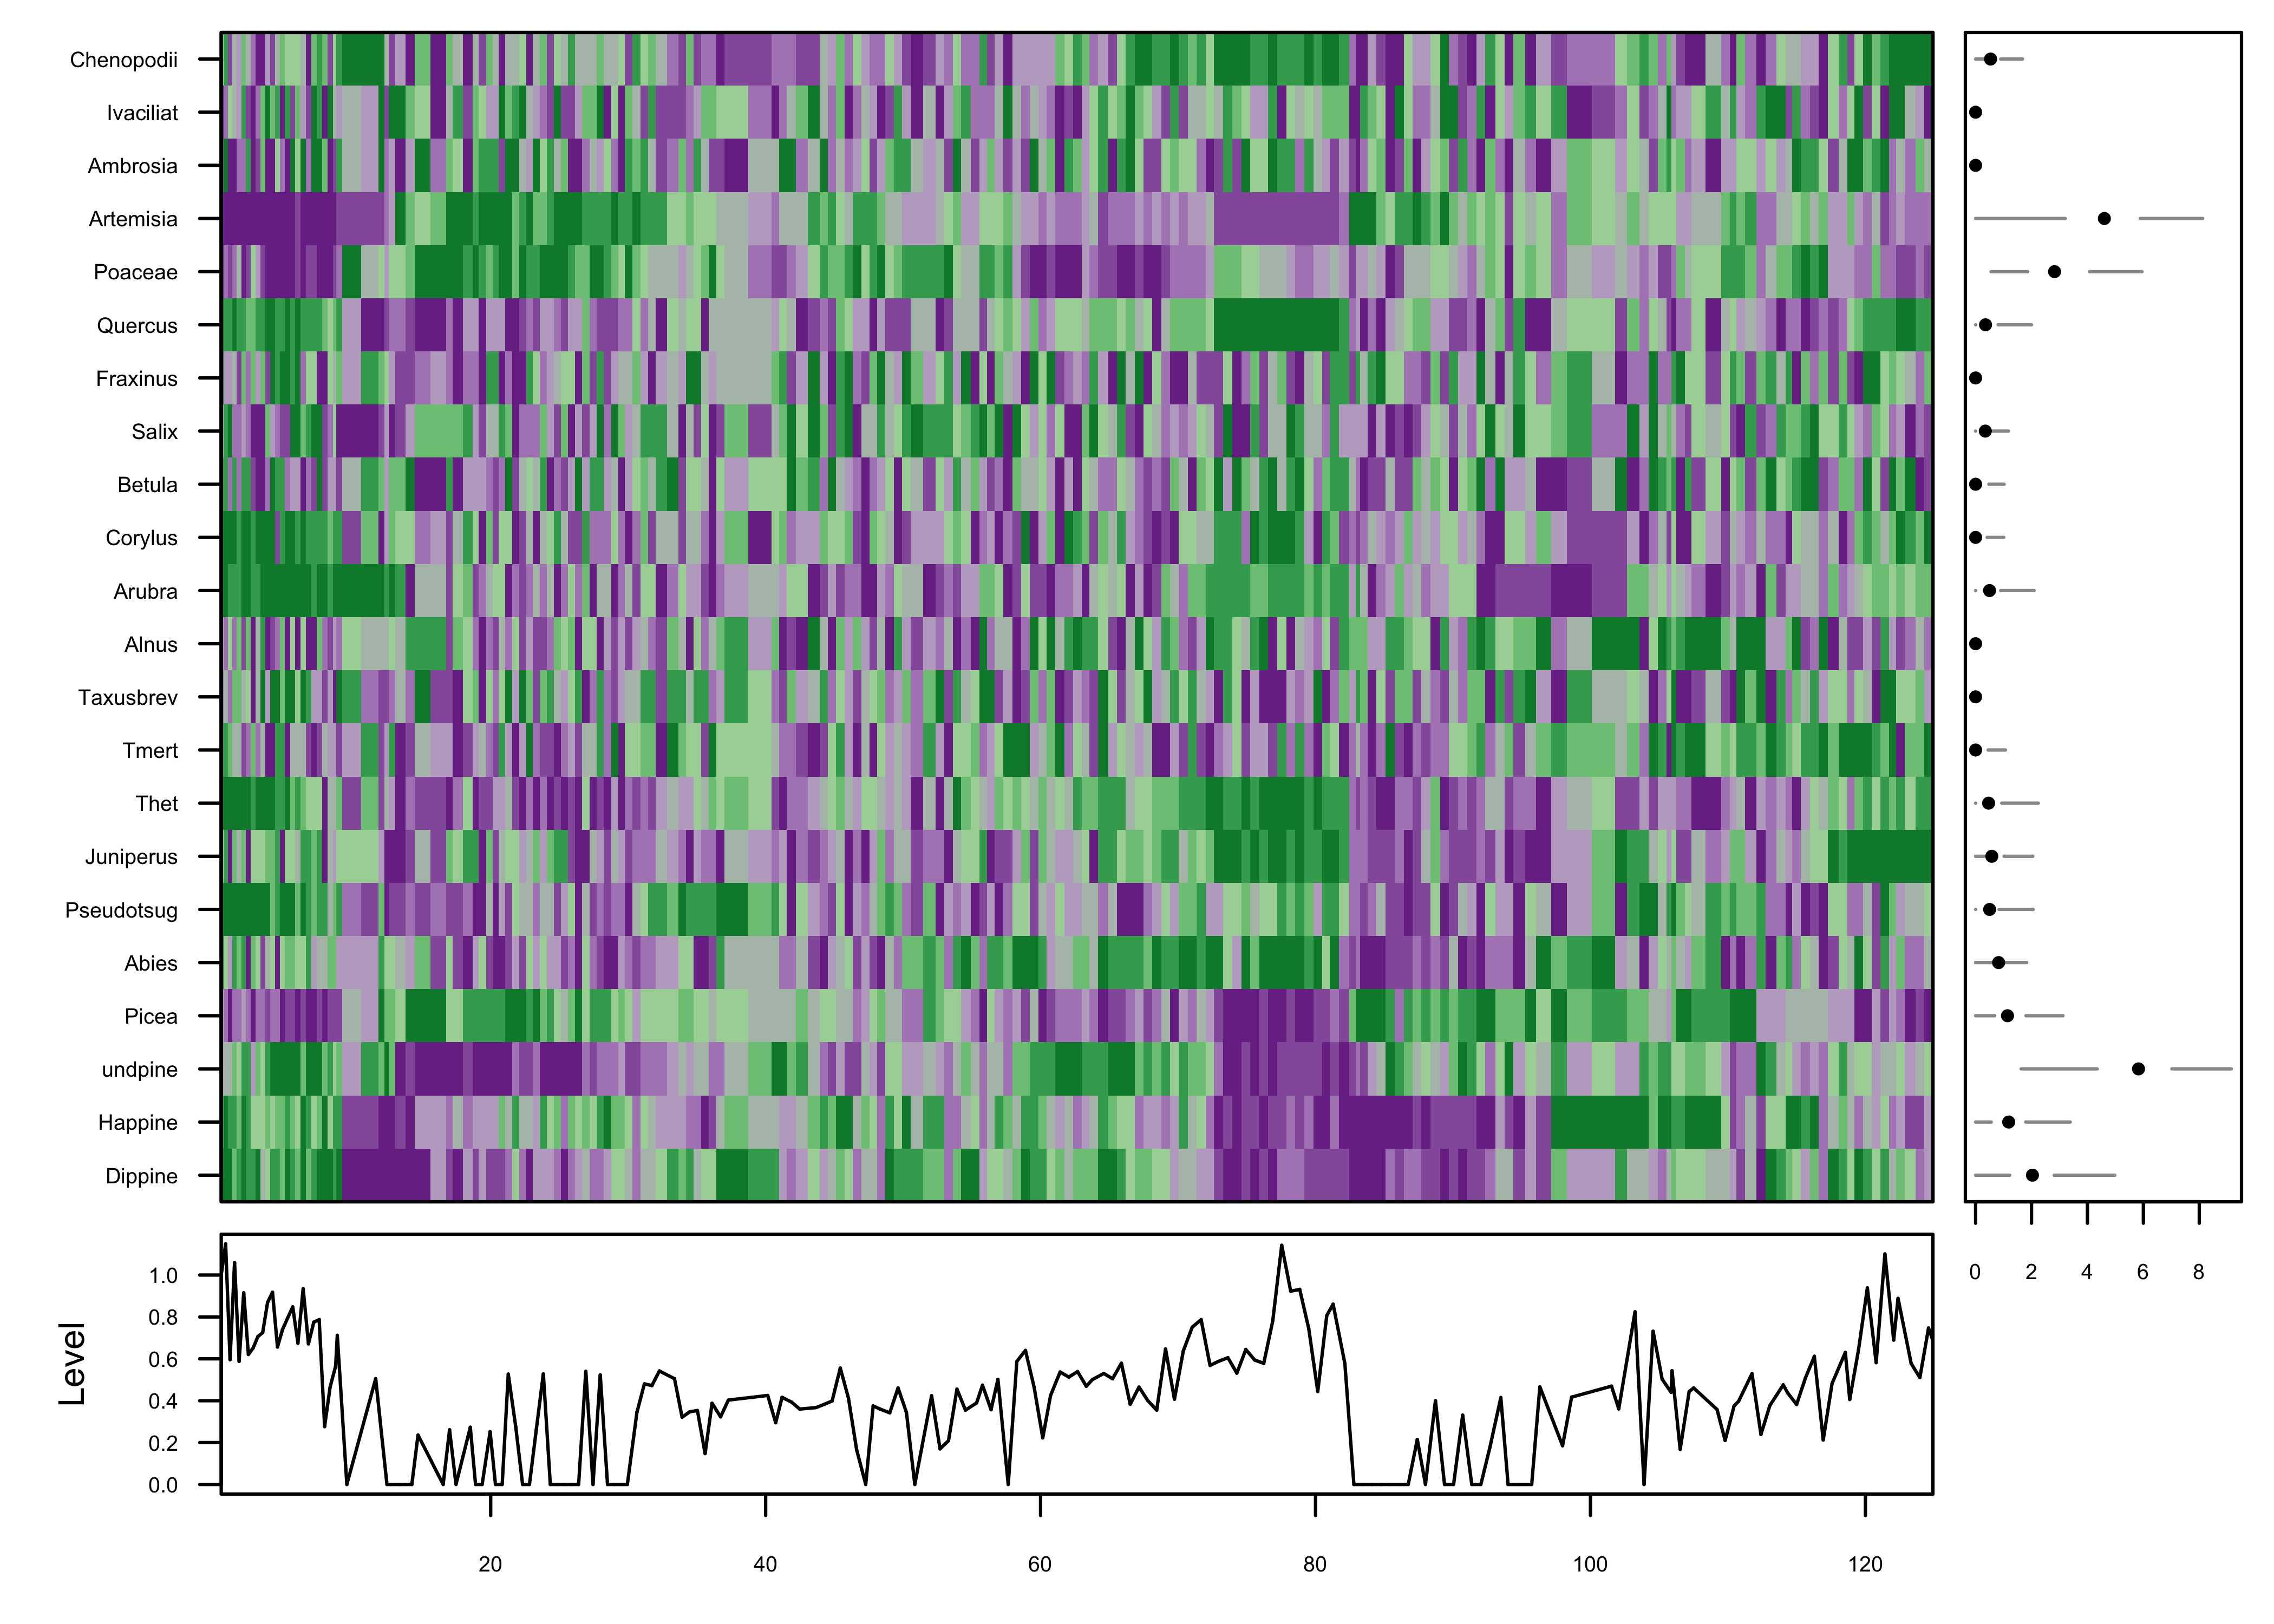 Chenopodii
Ivaciliat
Ambrosia
Artemisia
Poaceae
Quercus
Fraxinus
Salix
Betula
Corylus
Arubra
Alnus
Taxusbrev
Tmert
Thet
Juniperus
Pseudotsug
Abies
Picea
undpine
Happine
Dippine
0 2 4 6 8
Level
1.0
0.8
0.6
0.4
0.2
0.0
20 40 60 80 100 120